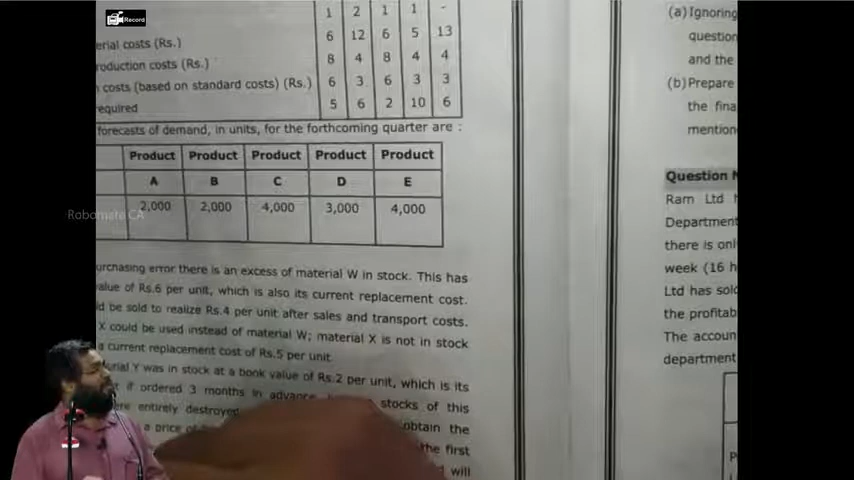 Record
1 2 1 1 -
erial costs (Rs.) 6 12 6 5 13
roduction costs (Rs.) 8 4 8 4 4
costs (based on standard costs) (Rs.) 6 3 6 3 3
equired 5 6 2 10 6
forecasts of demand, in units, for the forthcoming quarter are :
Product Product Product Product Product
A B C D E
2,000 2,000 4,000 3,000 4,000
Robomate CA
urchasing error there is an excess of material W in stock. This has
alue of Rs.6 per unit, which is also its current replacement cost.
ld be sold to realize Rs.4 per unit after sales and transport costs.
X could be used instead of material W; material X is not in stock
a current replacement cost of Rs.5 per unit.
rial Y was in stock at a book value of Rs.2 per unit, which is its
t if ordered 3 months in advance stocks of this
ere entirely destroyed obtain the
a price of the first
will
(a) Ignoring
question
and the
(b) Prepare
the fina
mention
Question
Ram Ltd
Department
there is onl
week (16 h
Ltd has sold
the profitab
The accoun
department